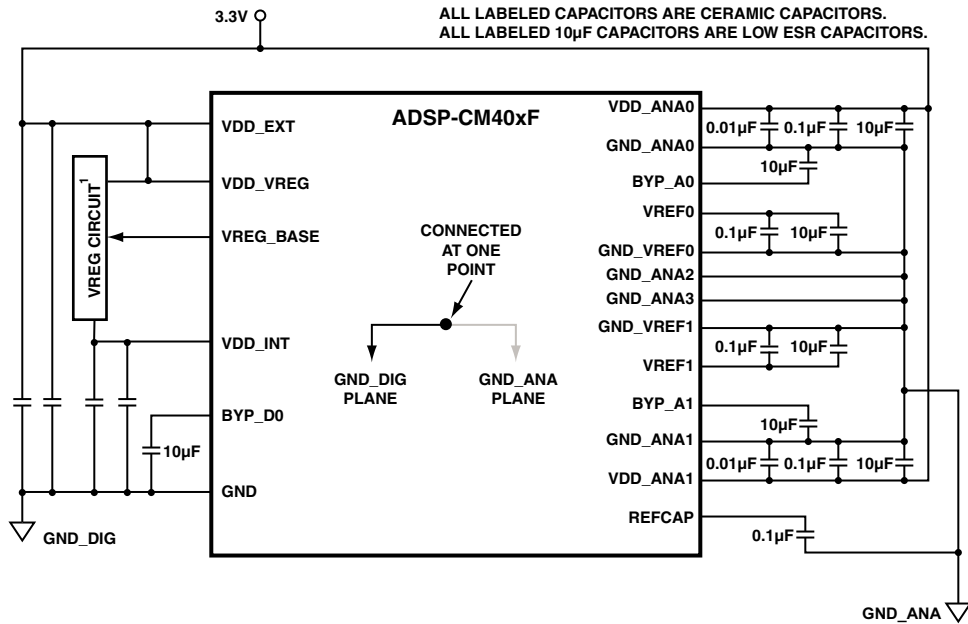 3.3V
ALL LABELED CAPACITORS ARE CERAMIC CAPACITORS.
ALL LABELED 10µF CAPACITORS ARE LOW ESR CAPACITORS.
ADSP-CM40xF
VDD_EXT
VDD_VREG
VREG_BASE
VREG CIRCUIT1
VDD_INT
BYP_D0
10µF
GND
GND_DIG
CONNECTED
AT ONE
POINT
GND_DIG
PLANE
GND_ANA
PLANE
VDD_ANA0
0.01µF
0.1µF
10µF
GND_ANA0
10µF
BYP_A0
VREF0
0.1µF
10µF
GND_VREF0
GND_ANA2
GND_ANA3
GND_VREF1
0.1µF
10µF
VREF1
BYP_A1
10µF
GND_ANA1
0.01µF
0.1µF
10µF
VDD_ANA1
REFCAP
0.1µF
GND_ANA